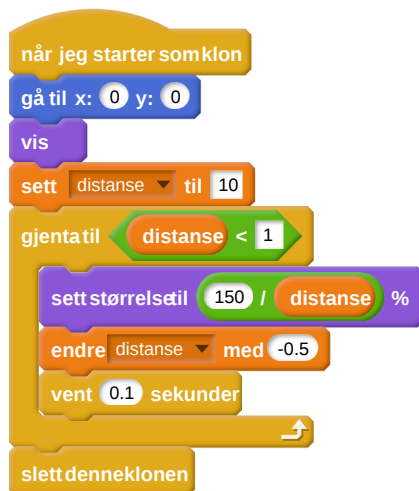 når jeg starter som klon
gå til x: 0 y: 0
vis
sett distanse til 10
gjenta til distanse < 1
sett størrelse til 150 / distanse %
endre distanse med -0.5
vent 0.1 sekunder
slett denne klonen